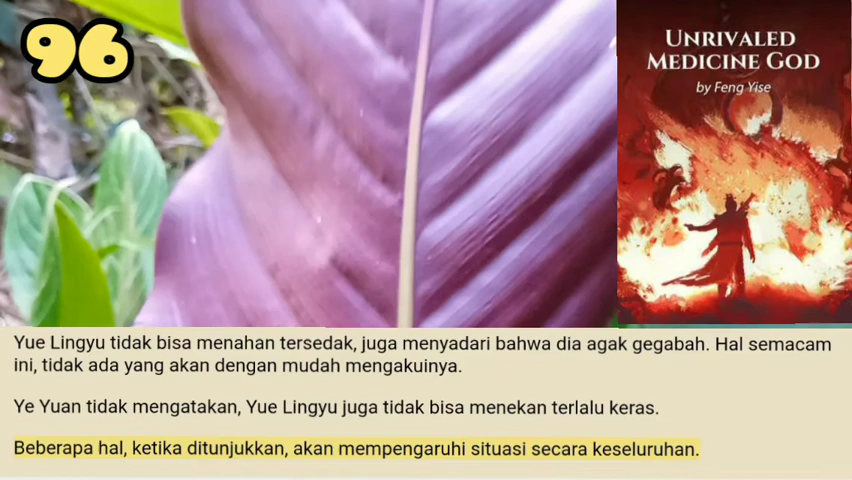 96
UNRIVALED
MEDICINE GOD
by Feng Yise
Yue Lingyu tidak bisa menahan tersedak, juga menyadari bahwa dia agak gegabah. Hal semacam
ini, tidak ada yang akan dengan mudah mengakuinya.
Ye Yuan tidak mengatakan, Yue Lingyu juga tidak bisa menekan terlalu keras.
Beberapa hal, ketika ditunjukkan, akan mempengaruhi situasi secara keseluruhan.